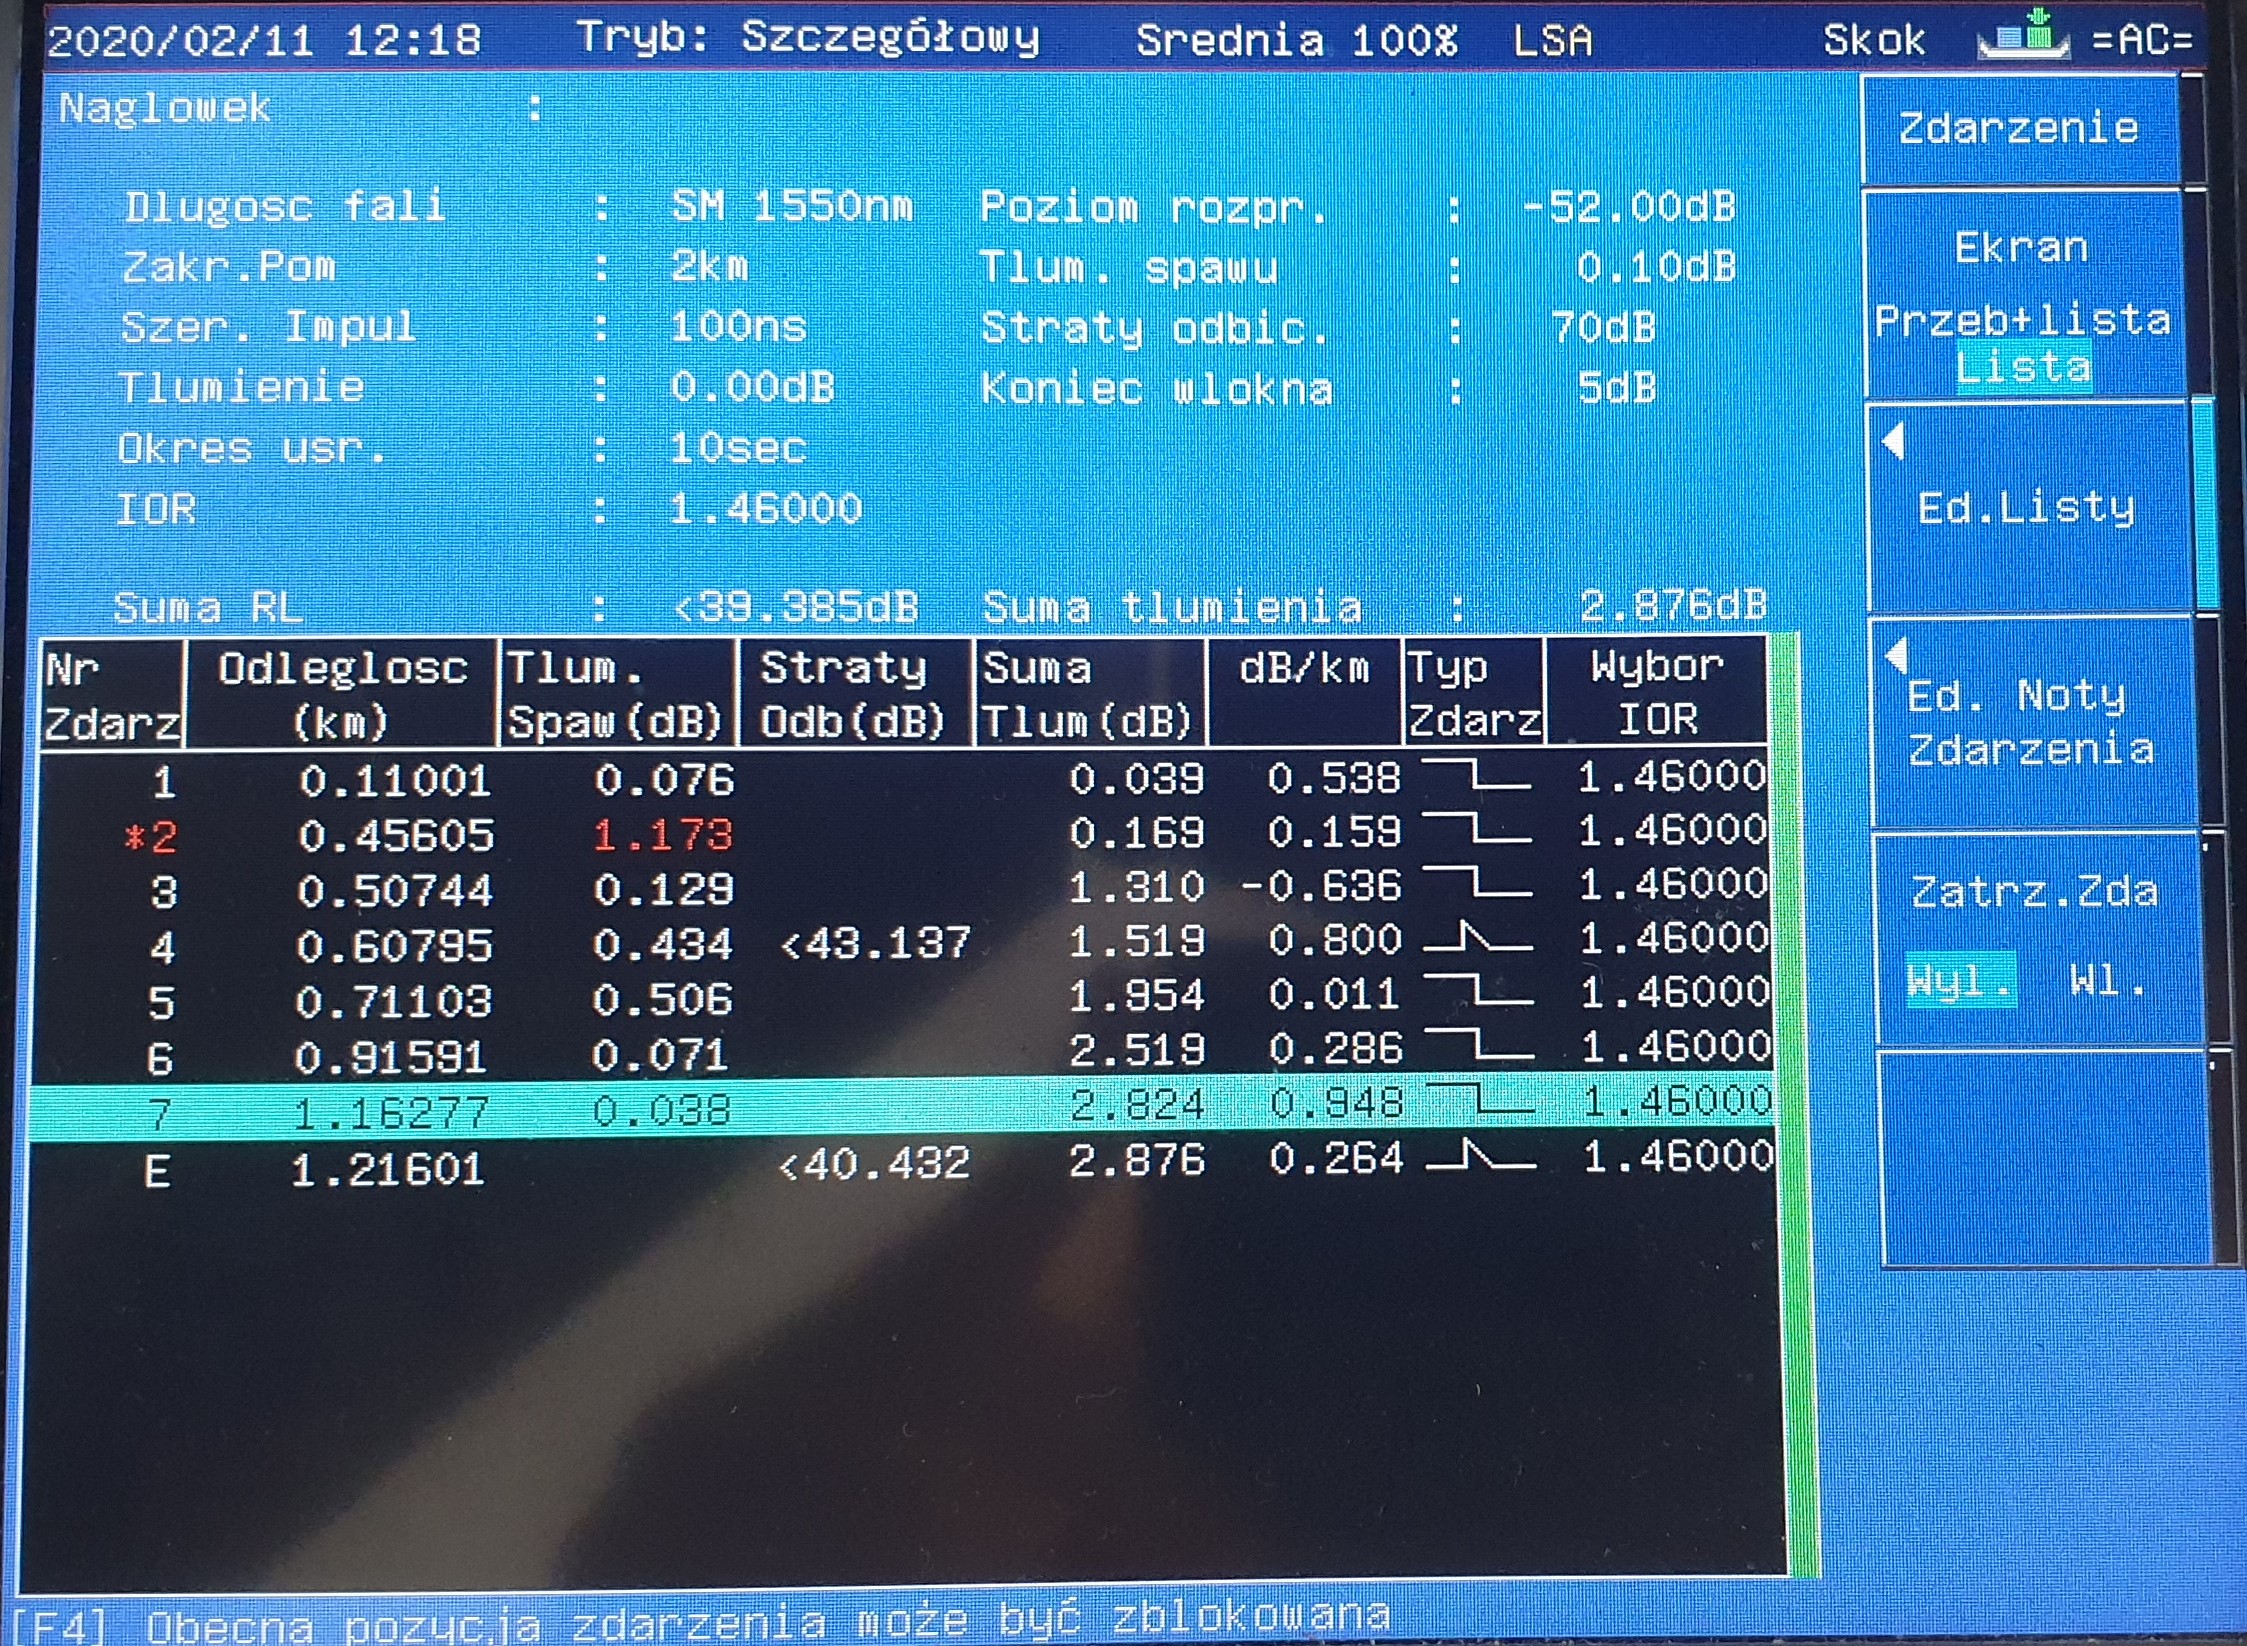 2020/02/11 12:18 Tryb: Szczegółowy Srednia 100% LSA Skok =AC=
Naglowek :
Dlugosc fali : SM 1550nm Poziom rozpr. : -52.00dB
Zakr.Pom : 2km Tlum. spawu : 0.10dB
Szer. Impul : 100ns Straty odbic. : 70dB
Tlumienie : 0.00dB Koniec wlokna : 5dB
Okres usr. : 10sec
IOR : 1.46000
Suma RL : <39.385dB Suma tlumienia : 2.876dB
Nr Zdarz Odleglosc (km) Tlum. Spaw(dB) Straty Odb(dB) Suma Tlum(dB) dB/km Typ Zdarz Wybor IOR
1 0.11001 0.076 0.039 0.538 1.46000
*2 0.45605 1.173 0.169 0.159 1.46000
3 0.50744 0.129 1.310 -0.636 1.46000
4 0.60795 0.434 <43.137 1.519 0.800 1.46000
5 0.71103 0.506 1.954 0.011 1.46000
6 0.91591 0.071 2.519 0.286 1.46000
7 1.16277 0.038 2.824 0.948 1.46000
E 1.21601 <40.432 2.876 0.264 1.46000
[F4] Obecna pozycja zdarzenia może być zblokowana
Zdarzenie
Ekran
Przeb+lista
Lista
Ed.Listy
Ed. Noty
Zdarzenia
Zatrz.Zda
Wyl. Wl.